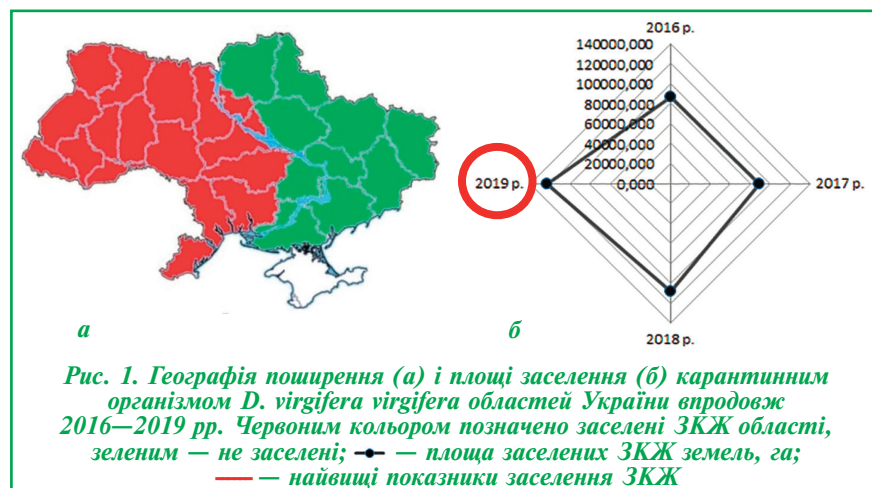 2016 р.
140000,000
120000,000
100000,000
80000,000
60000,000
40000,000
20000,000
0,000
2019 р.
2017 р.
2018 р.
а
б
Рис. 1. Географія поширення (а) і площі заселення (б) карантинним
організмом D. virgifera virgifera областей України впродовж
2016—2019 рр. Червоним кольором позначено заселені ЗКЖ області,
зеленим — не заселені; — площа заселених ЗКЖ земель, га;
— найвищі показники заселення ЗКЖ